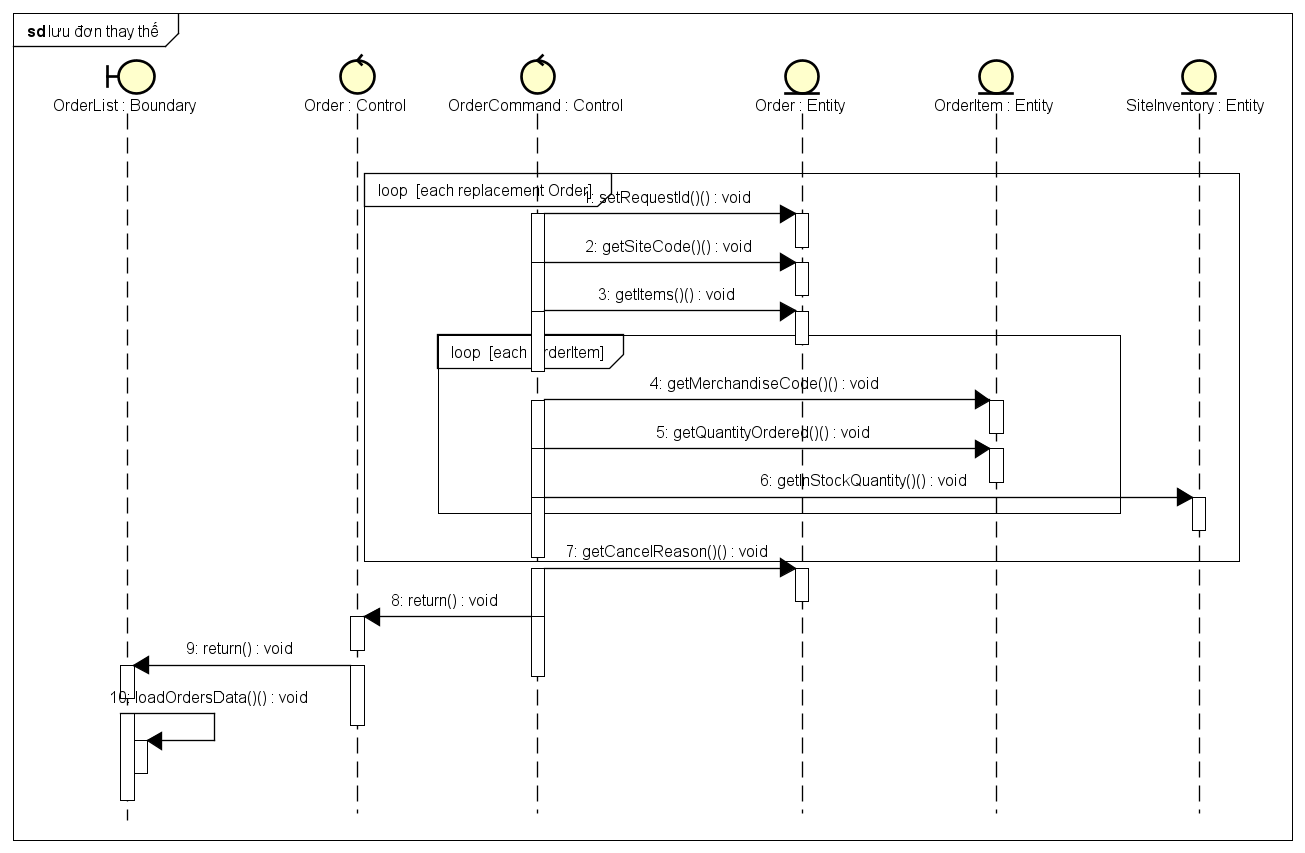 sd lưu đơn thay thế
OrderList : Boundary
Order : Control
OrderCommand : Control
Order : Entity
OrderItem : Entity
SiteInventory : Entity
loop [each replacement Order]
1: setRequestId()() : void
2: getSiteCode()() : void
3: getItems()() : void
loop [each OrderItem]
4: getMerchandiseCode()() : void
5: getQuantityOrdered()() : void
6: getInStockQuantity()() : void
7: getCancelReason()() : void
8: return() : void
9: return() : void
10: loadOrdersData()() : void